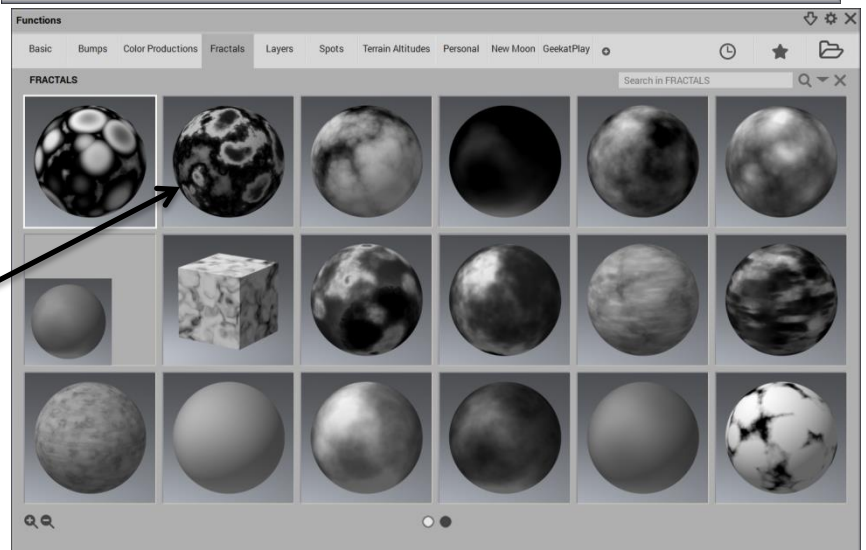 Functions
Basic Bumps Color Productions Fractals Layers Spots Terrain Altitudes Personal New Moon GeekatPlay
FRACTALS Search in FRACTALS